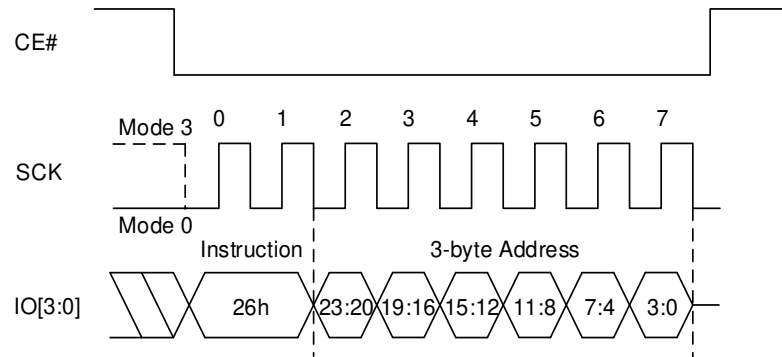 CE#
Mode 3 0 1 2 3 4 5 6 7
SCK
Mode 0
Instruction 3-byte Address
IO[3:0] 26h 23:20 19:16 15:12 11:8 7:4 3:0